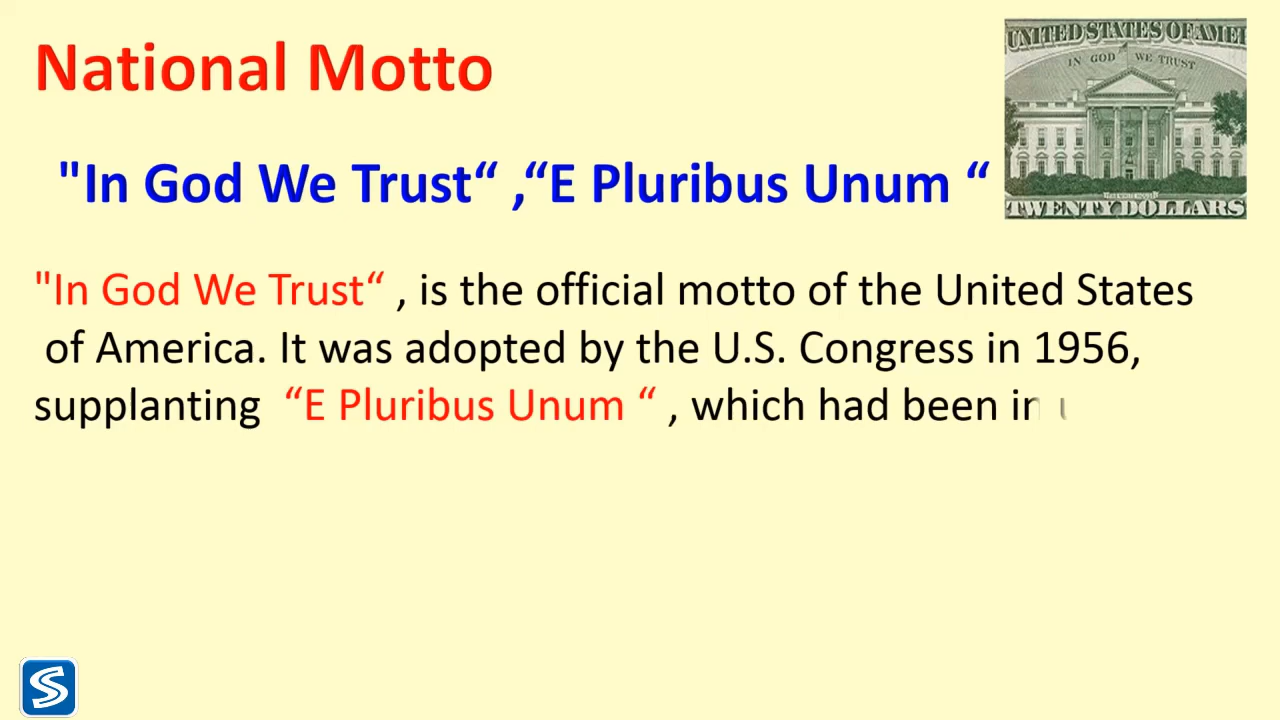 National Motto
UNITED STATES OF AMERI
IN GOD WE TRUST
"In God We Trust“ ,“E Pluribus Unum “
TWENTY DOLLARS
"In God We Trust“ , is the official motto of the United States
of America. It was adopted by the U.S. Congress in 1956,
supplanting “E Pluribus Unum “ , which had been in
S